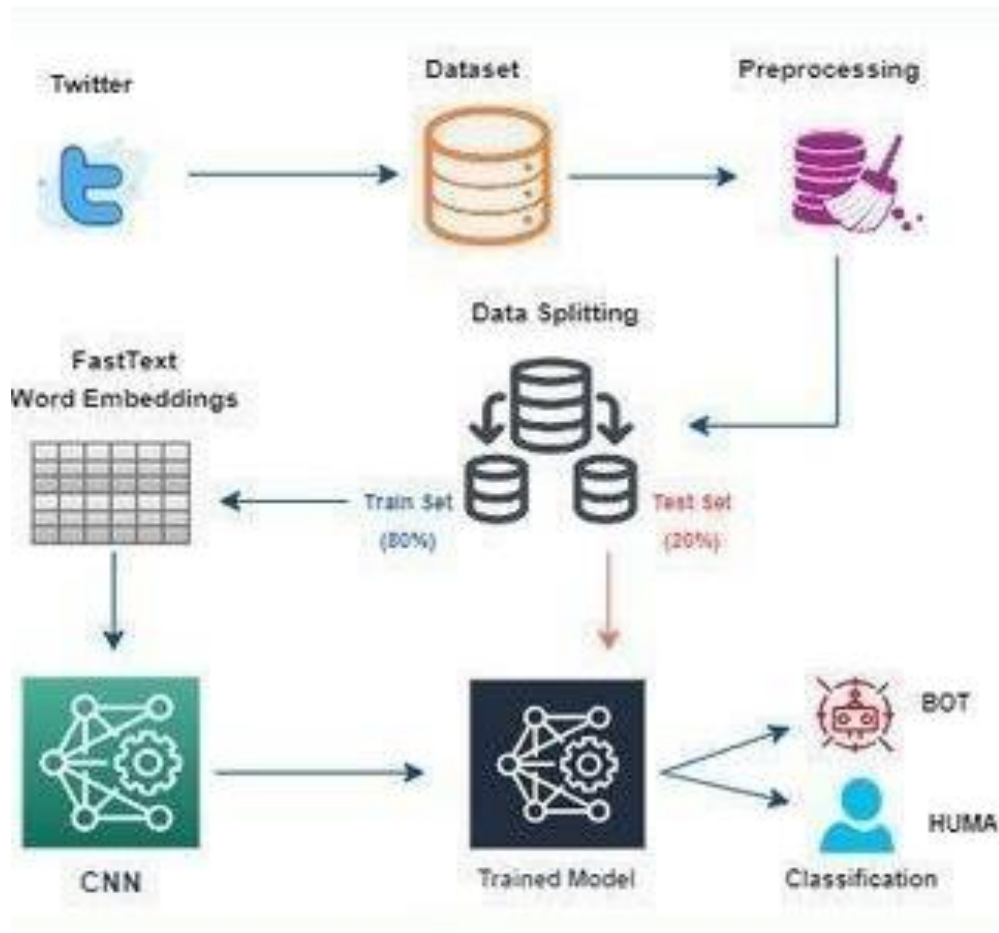 Twitter
Dataset
Preprocessing
Data Splitting
FastText
Word Embeddings
Train Set
(80%)
Test Set
(20%)
BOT
HUMA
CNN
Trained Model
Classification